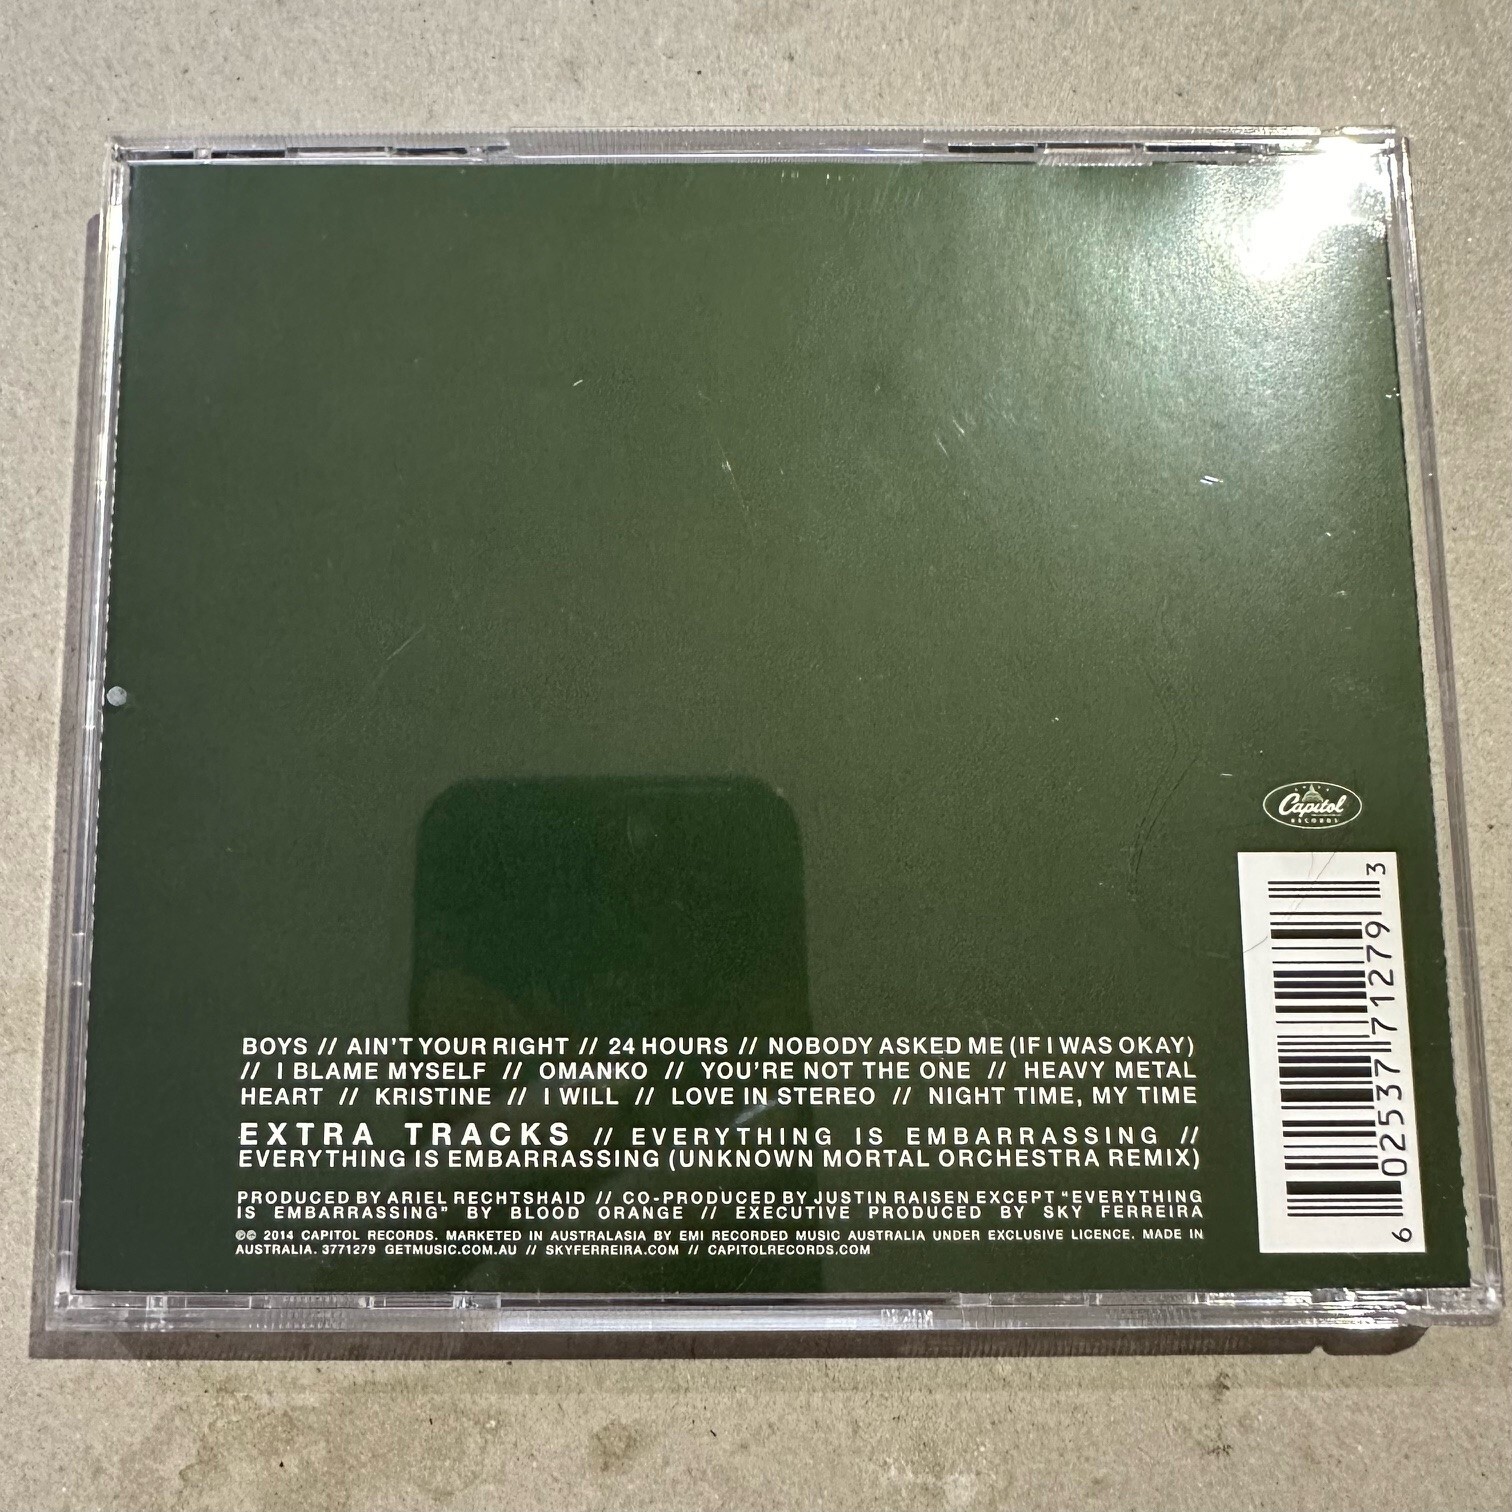 BOYS // AIN'T YOUR RIGHT // 24 HOURS // NOBODY ASKED ME (IF I WAS OKAY)
// I BLAME MYSELF // OMANKO // YOU'RE NOT THE ONE // HEAVY METAL
HEART // KRISTINE // I WILL // LOVE IN STEREO // NIGHT TIME, MY TIME
EXTRA TRACKS // EVERYTHING IS EMBARRASSING //
EVERYTHING IS EMBARRASSING (UNKNOWN MORTAL ORCHESTRA REMIX)
PRODUCED BY ARIEL RECHTSHAID // CO-PRODUCED BY JUSTIN RAISEN EXCEPT "EVERYTHING
IS EMBARRASSING" BY BLOOD ORANGE // EXECUTIVE PRODUCED BY SKY FERREIRA
℗© 2014 CAPITOL RECORDS. MARKETED IN AUSTRALASIA BY EMI RECORDED MUSIC AUSTRALIA UNDER EXCLUSIVE LICENCE. MADE IN
AUSTRALIA. 3771279 GETMUSIC.COM.AU // SKYFERREIRA.COM // CAPITOLRECORDS.COM
Capitol
RECORDS
6 02537 71279 3